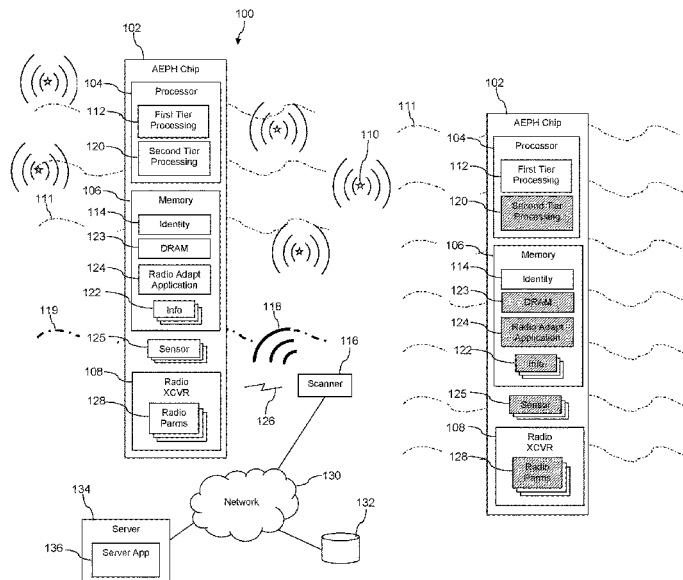 100
102
AEPH Chip
104
Processor
112
First Tier
Processing
120
Second Tier
Processing
106
Memory
111
114
Identity
123
DRAM
124
Radio Adapt
Application
122
Info
119
118
125
Sensor
116
Scanner
126
108
Radio
XCVR
128
Radio
Parms
130
Network
132
134
Server
136
Server App
110
111
102
AEPH Chip
104
Processor
112
First Tier
Processing
120
Second Tier
Processing
106
Memory
114
Identity
123
DRAM
124
Radio Adapt
Application
122
Info
125
Sensor
108
Radio
XCVR
128
Radio
Parms